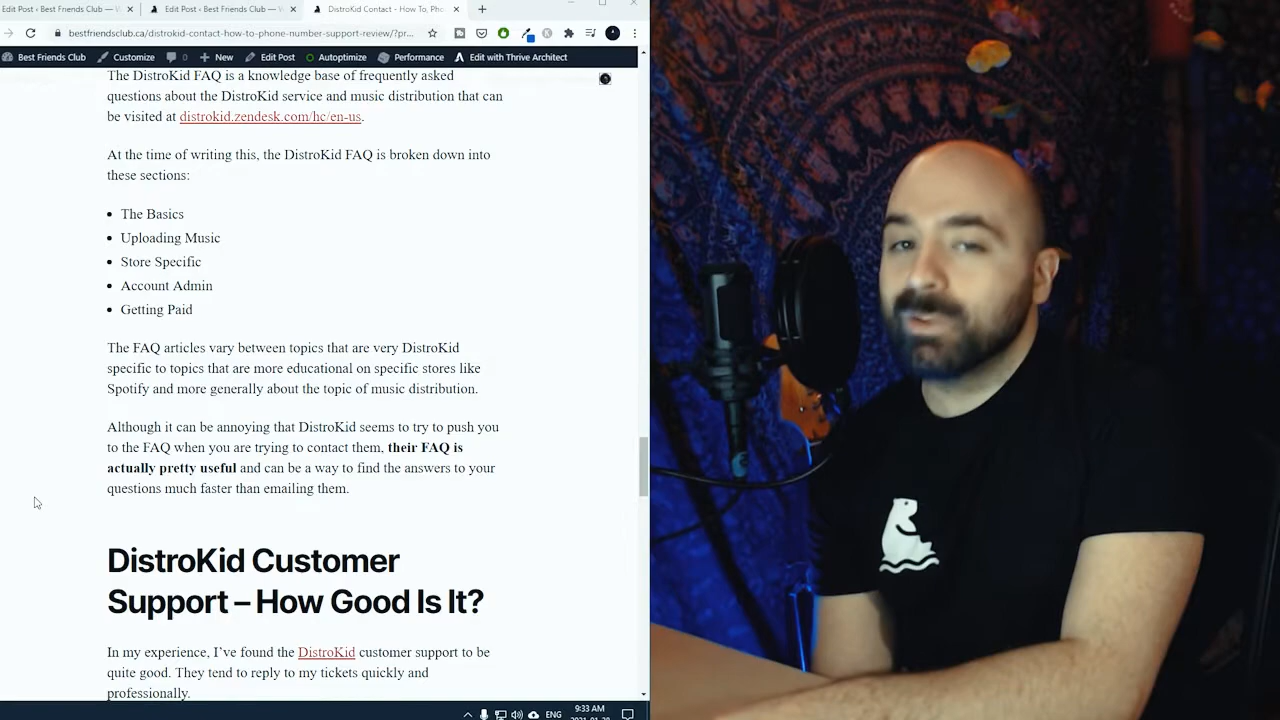 Edit Post ‹ Best Friends Club — W
Edit Post ‹ Best Friends Club — W
DistroKid Contact – How To, Pho
bestfriendsclub.ca/distrokid-contact-how-to-phone-number-support-review/?pr...
Best Friends Club
Customize
0
New
Edit Post
Autoptimize
Performance
Edit with Thrive Architect
The DistroKid FAQ is a knowledge base of frequently asked
questions about the DistroKid service and music distribution that can
be visited at distrokid.zendesk.com/hc/en-us.
At the time of writing this, the DistroKid FAQ is broken down into
these sections:
• The Basics
• Uploading Music
• Store Specific
• Account Admin
• Getting Paid
The FAQ articles vary between topics that are very DistroKid
specific to topics that are more educational on specific stores like
Spotify and more generally about the topic of music distribution.
Although it can be annoying that DistroKid seems to try to push you
to the FAQ when you are trying to contact them, their FAQ is
actually pretty useful and can be a way to find the answers to your
questions much faster than emailing them.
DistroKid Customer
Support – How Good Is It?
In my experience, I’ve found the DistroKid customer support to be
quite good. They tend to reply to my tickets quickly and
professionally.
ENG
9:33 AM